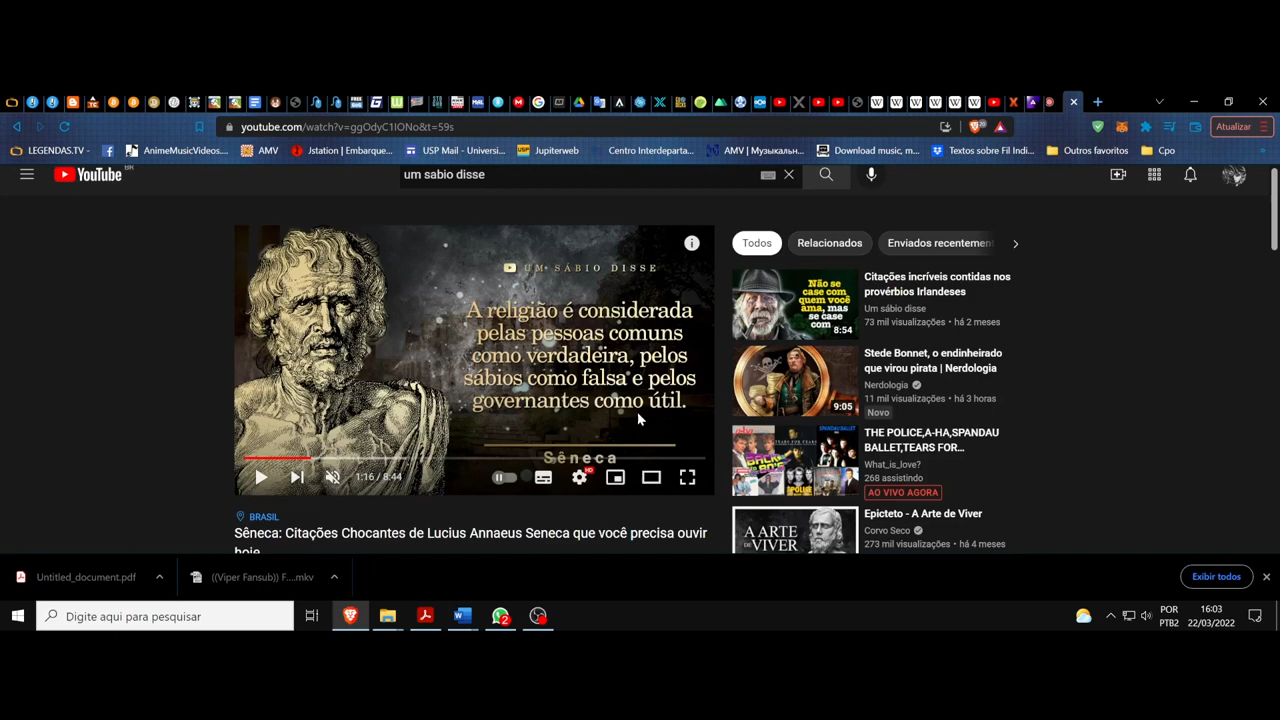 youtube.com/watch?v=ggOdyC1IONo&t=59s
Atualizar
LEGENDAS.TV
AnimeMusicVideos...
AMV
Jstation | Embarque...
USP Mail - Universi...
Jupiterweb
Centro Interdeparta...
AMV | Музыкальн...
Download music, m...
Textos sobre Fil Indi...
Outros favoritos
Cpo
YouTube BR
um sabio disse
UM SÁBIO DISSE
A religião é considerada
pelas pessoas comuns
como verdadeira, pelos
sábios como falsa e pelos
governantes como útil.
Sêneca
1:16 / 8:44
HD
BRASIL
Sêneca: Citações Chocantes de Lucius Annaeus Seneca que você precisa ouvir
hoje
Todos
Relacionados
Enviados recentemen
Não se
case com
quem você
ama, mas
se case
com
8:54
Citações incríveis contidas nos
provérbios Irlandeses
Um sábio disse
73 mil visualizações • há 2 meses
9:05
Stede Bonnet, o endinheirado
que virou pirata | Nerdologia
Nerdologia
11 mil visualizações • há 3 horas
Novo
THE POLICE,A-HA,SPANDAU
BALLET,TEARS FOR...
What_is_love?
268 assistindo
AO VIVO AGORA
A ARTE
DE VIVER
Epicteto - A Arte de Viver
Corvo Seco
273 mil visualizações • há 4 meses
Untitled_document.pdf
((Viper Fansub)) F....mkv
Exibir todos
Digite aqui para pesquisar
2
POR
PTB2
16:03
22/03/2022